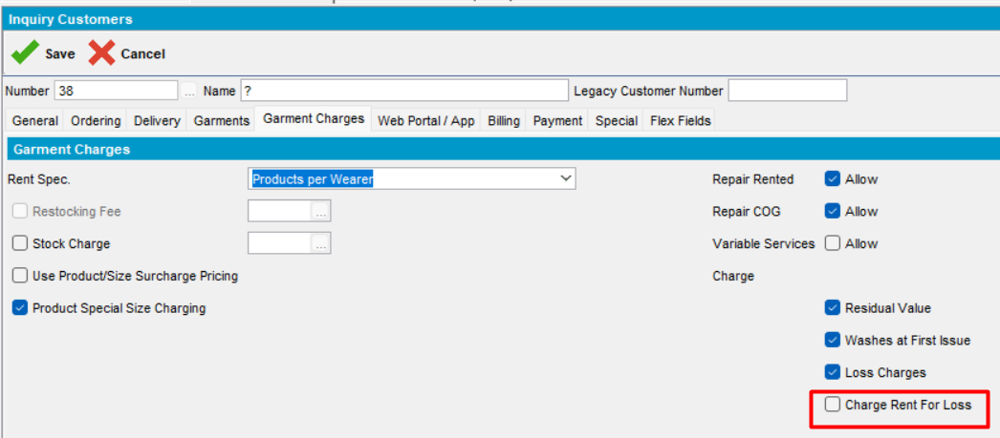 Inquiry Customers
Save Cancel
Number 38 ... Name ? Legacy Customer Number
General Ordering Delivery Garments Garment Charges Web Portal / App Billing Payment Special Flex Fields
Garment Charges
Rent Spec. Products per Wearer Repair Rented Allow
Restocking Fee ... Repair COG Allow
Stock Charge ... Variable Services Allow
Use Product/Size Surcharge Pricing Charge
Product Special Size Charging Residual Value
Washes at First Issue
Loss Charges
Charge Rent For Loss